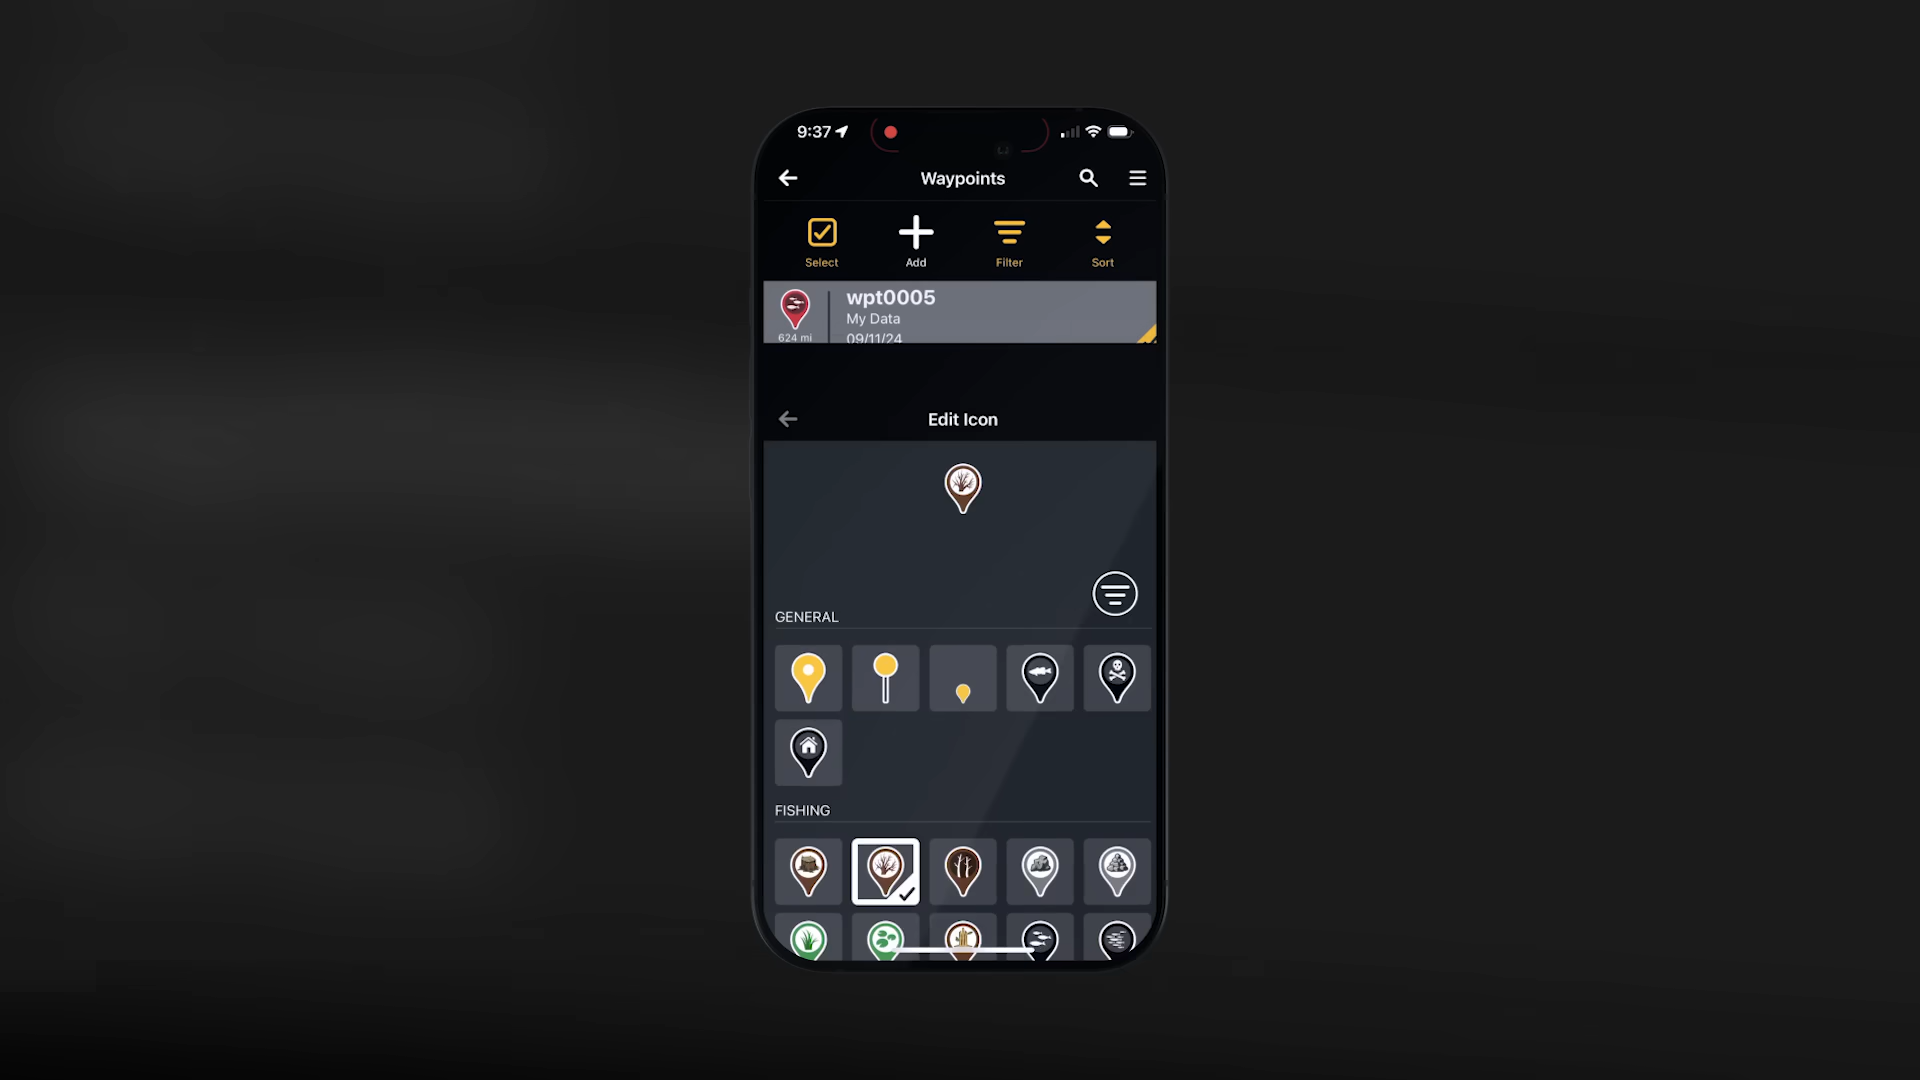 9:37
Waypoints
Select
Add
Filter
Sort
wpt0005
My Data
624 mi
09/11/24
Edit Icon
GENERAL
FISHING